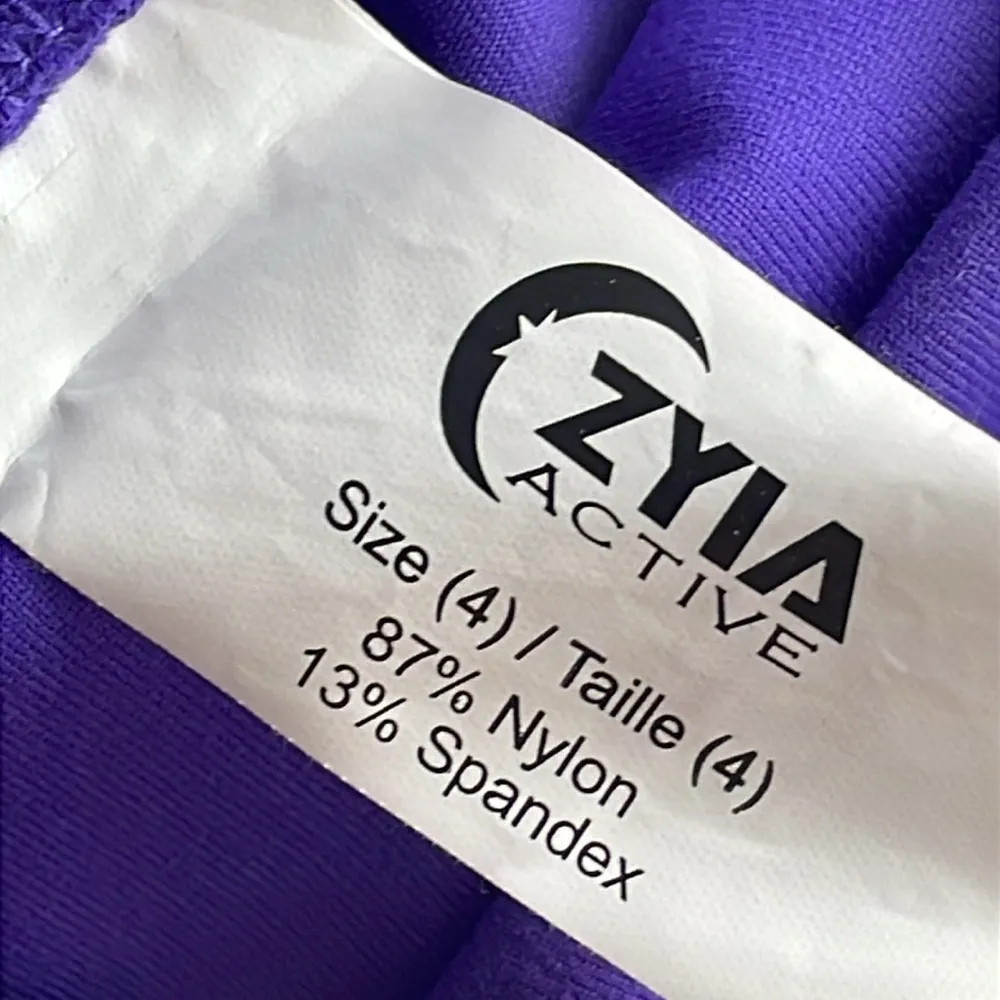 ZYIA
ACTIVE
Size (4) / Taille (4)
87% Nylon
13% Spandex